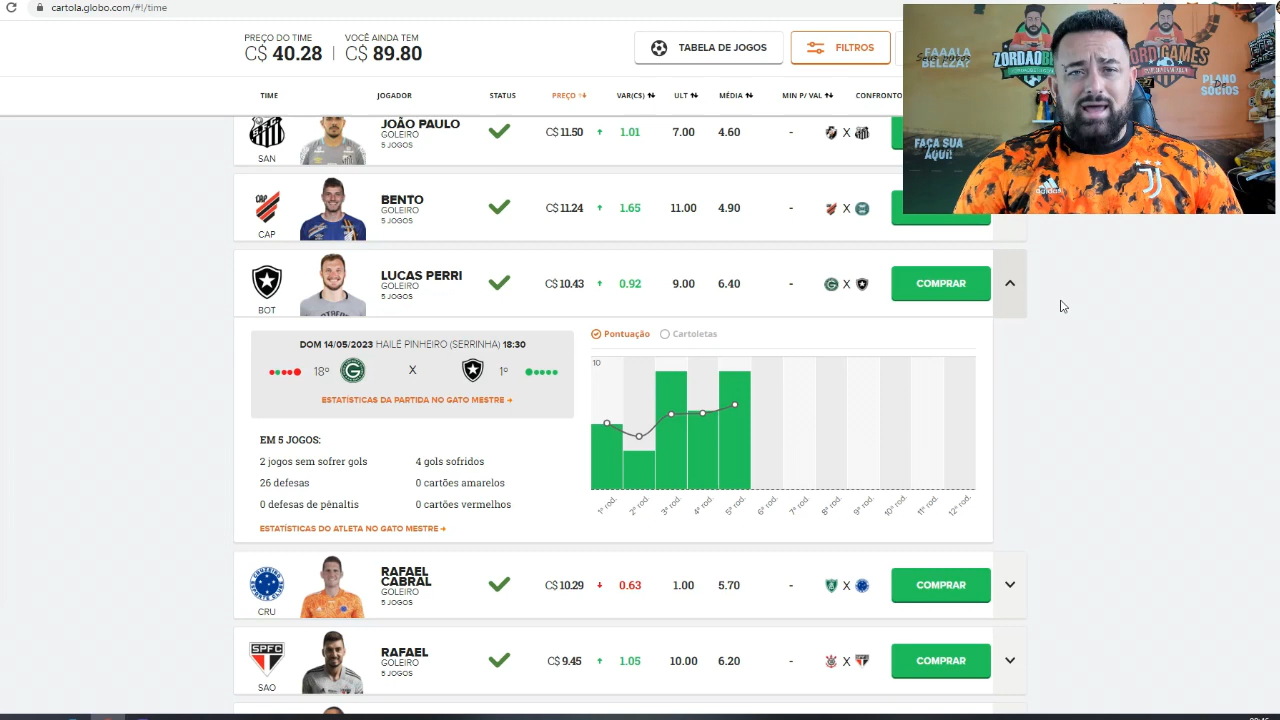 cartola.globo.com/#!/time
PREÇO DO TIME
C$ 40.28
VOCÊ AINDA TEM
C$ 89.80
TABELA DE JOGOS
FILTROS
TIME JOGADOR STATUS PREÇO VAR(C$) ULT MÉDIA MIN P/ VAL CONFRONTO
SAN
JOÃO PAULO
GOLEIRO
5 JOGOS
C$ 11.50 1.01 7.00 4.60 - X
CAP
BENTO
GOLEIRO
5 JOGOS
C$ 11.24 1.65 11.00 4.90 - X
BOT
LUCAS PERRI
GOLEIRO
5 JOGOS
C$ 10.43 0.92 9.00 6.40 - X
COMPRAR
DOM 14/05/2023 HAILÉ PINHEIRO (SERRINHA) 18:30
18º X 1º
ESTATÍSTICAS DA PARTIDA NO GATO MESTRE
EM 5 JOGOS:
2 jogos sem sofrer gols
4 gols sofridos
26 defesas
0 cartões amarelos
0 defesas de pênaltis
0 cartões vermelhos
ESTATÍSTICAS DO ATLETA NO GATO MESTRE
Pontuação
Cartoletas
10
1ª rod. 2ª rod. 3ª rod. 4ª rod. 5ª rod. 6ª rod. 7ª rod. 8ª rod. 9ª rod. 10ª rod. 11ª rod. 12ª rod.
CRU
RAFAEL
CABRAL
GOLEIRO
5 JOGOS
C$ 10.29 0.63 1.00 5.70 - X
COMPRAR
SPFC
SAO
RAFAEL
GOLEIRO
5 JOGOS
C$ 9.45 1.05 10.00 6.20 - X
COMPRAR
FAAALA
Seus putos
BELEZA?
FAÇA SUA
AQUI!
PLANO
SÓCIOS
adidas